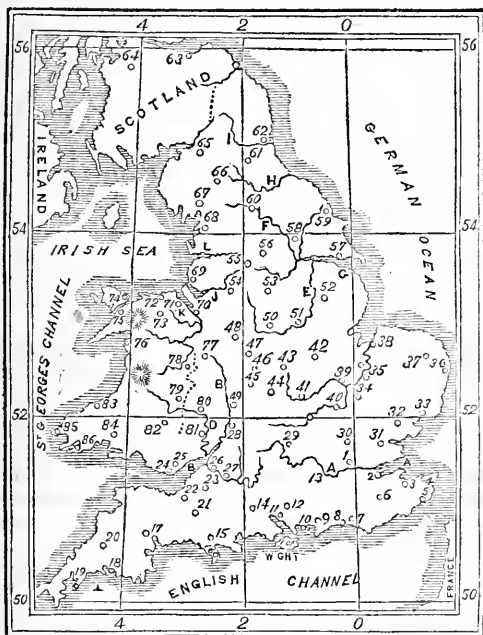 4 2 0
56 56
64 63
SCOTLAND
IRELAND
GERMAN OCEAN
I 62
65 61
66
H
67 60
54 54
68 F 59
58
IRISH SEA
L 55 56 57
G
69 54 53 E 52
J
74 72 71 70
75 73 K
50 51
76 48 38
77 47 42 37 36
78 46 43
45 44 39 35
B 41 34
79 40
ST GEORGES CHANNEL
83 80 49 33
52 52
85 84 82 81 D 28 32
86 29 30 31
25 26 1
24 B 27 13 A 2 A
23 3 4
22 6 5
21 14 12
11 10 9 8 7
17 15
20 WGHT
19 18
ENGLISH CHANNEL
FRANCE
50 50
4 2 0